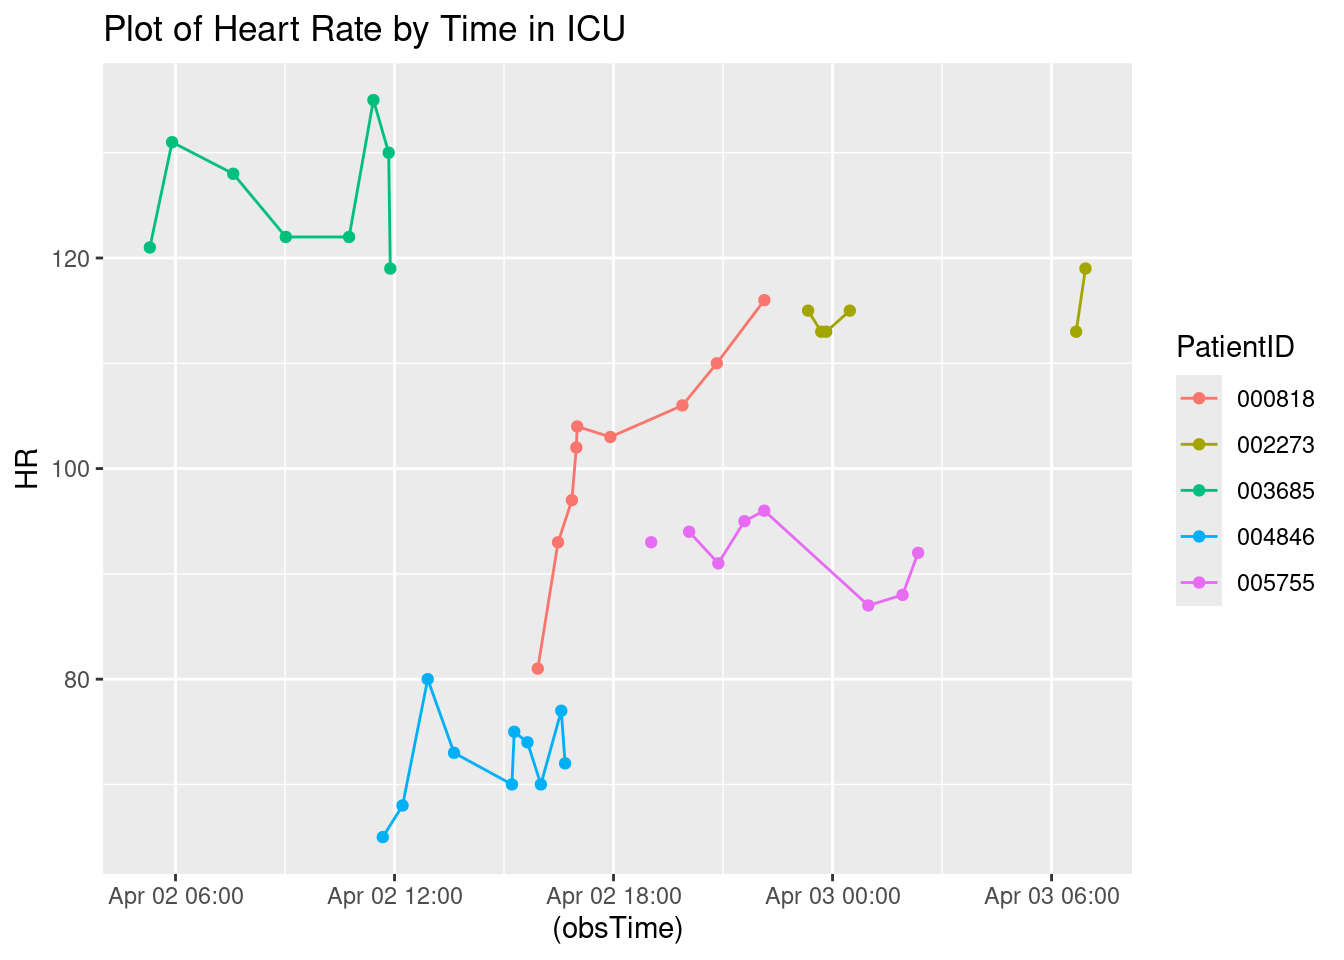 Plot of Heart Rate by Time in ICU
120
100
80
HR
Apr 02 06:00 Apr 02 12:00 Apr 02 18:00 Apr 03 00:00 Apr 03 06:00
(obsTime)
PatientID
000818
002273
003685
004846
005755